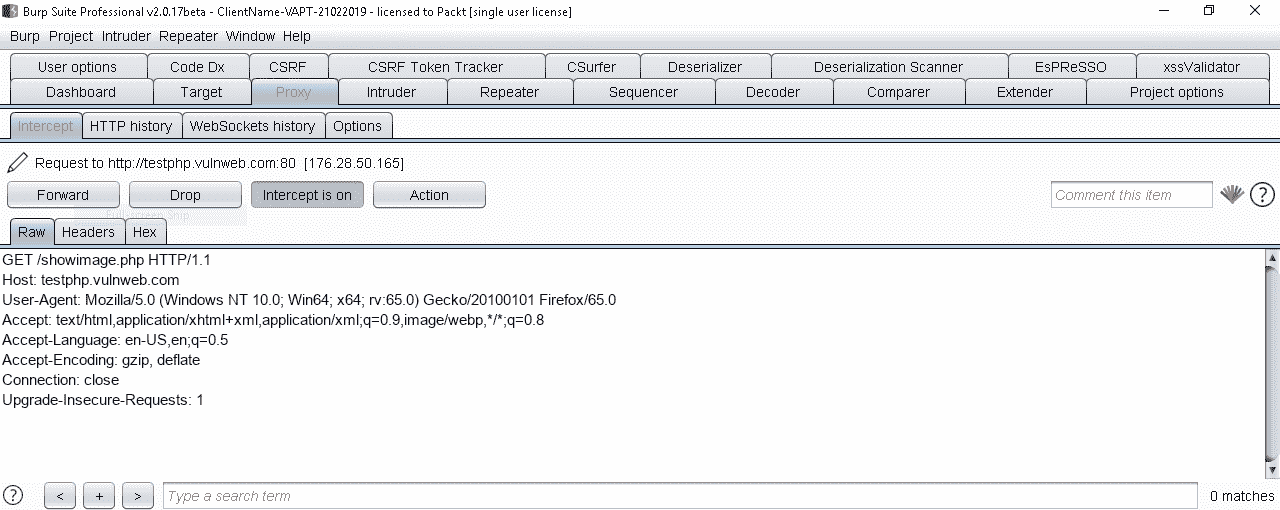 Burp Suite Professional v2.0.17beta - ClientName-VAPT-21022019 - licensed to Packt [single user license]
Burp Project Intruder Repeater Window Help
User options Code Dx CSRF CSRF Token Tracker CSurfer Deserializer Deserialization Scanner EsPReSSO xssValidator
Dashboard Target Proxy Intruder Repeater Sequencer Decoder Comparer Extender Project options
Intercept HTTP history WebSockets history Options
Request to http://testphp.vulnweb.com:80 [176.28.50.165]
Forward Drop Intercept is on Action Comment this item ?
Full-screen Snip
Raw Headers Hex
GET /showimage.php HTTP/1.1
Host: testphp.vulnweb.com
User-Agent: Mozilla/5.0 (Windows NT 10.0; Win64; x64; rv:65.0) Gecko/20100101 Firefox/65.0
Accept: text/html,application/xhtml+xml,application/xml;q=0.9,image/webp,*/*;q=0.8
Accept-Language: en-US,en;q=0.5
Accept-Encoding: gzip, deflate
Connection: close
Upgrade-Insecure-Requests: 1
? < + > Type a search term 0 matches